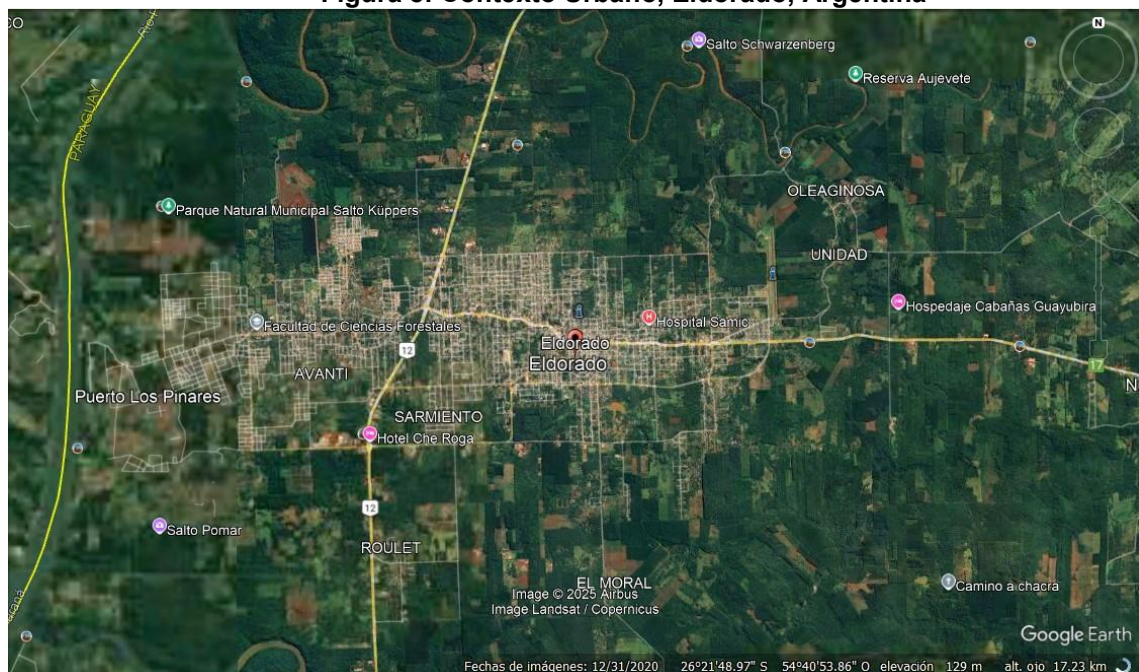 Figura 3. Contexto Urbano, Eldorado, Argentina
CO
N
Salto Schwarzenberg
Reserva Aujevete
PARAGUAY
OLEAGINOSA
Parque Natural Municipal Salto Küppers
UNIDAD
Hospedaje Cabañas Guayubira
Facultad de Ciencias Forestales
H
Hospital Samic
Eldorado
12
Eldorado
17
AVANTI
N
Puerto Los Pinares
SARMIENTO
Hotel Che Roga
12
Salto Pomar
ROULET
EL MORAL
Camino a chacra
Image © 2025 Airbus
Image Landsat / Copernicus
Google Earth
Fechas de imágenes: 12/31/2020 26°21'48.97" S 54°40'53.86" O elevación 129 m alt. ojo 17.23 km